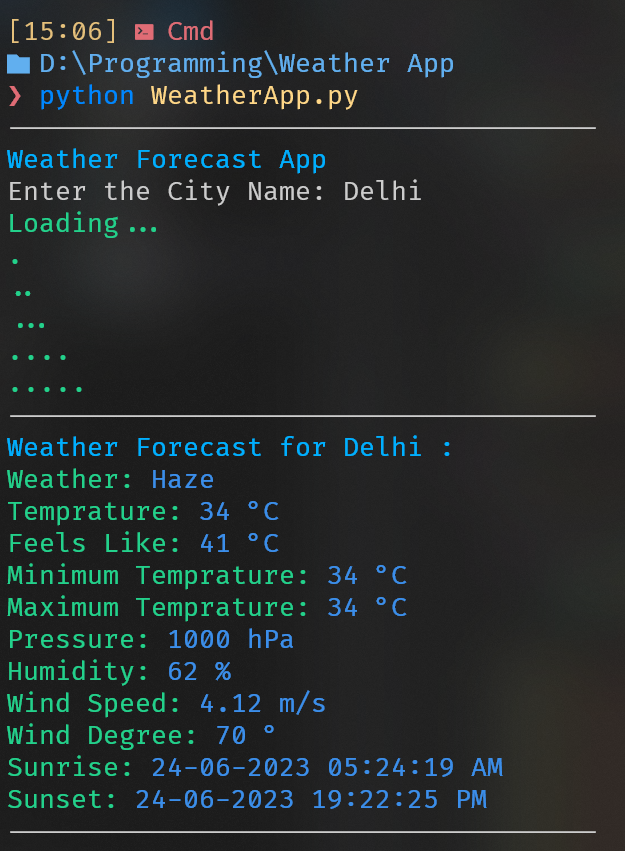 [15:06] Cmd
D:\Programming\Weather App
❯ python WeatherApp.py
Weather Forecast App
Enter the City Name: Delhi
Loading...
.
..
...
....
.....
Weather Forecast for Delhi :
Weather: Haze
Temprature: 34 °C
Feels Like: 41 °C
Minimum Temprature: 34 °C
Maximum Temprature: 34 °C
Pressure: 1000 hPa
Humidity: 62 %
Wind Speed: 4.12 m/s
Wind Degree: 70 °
Sunrise: 24-06-2023 05:24:19 AM
Sunset: 24-06-2023 19:22:25 PM